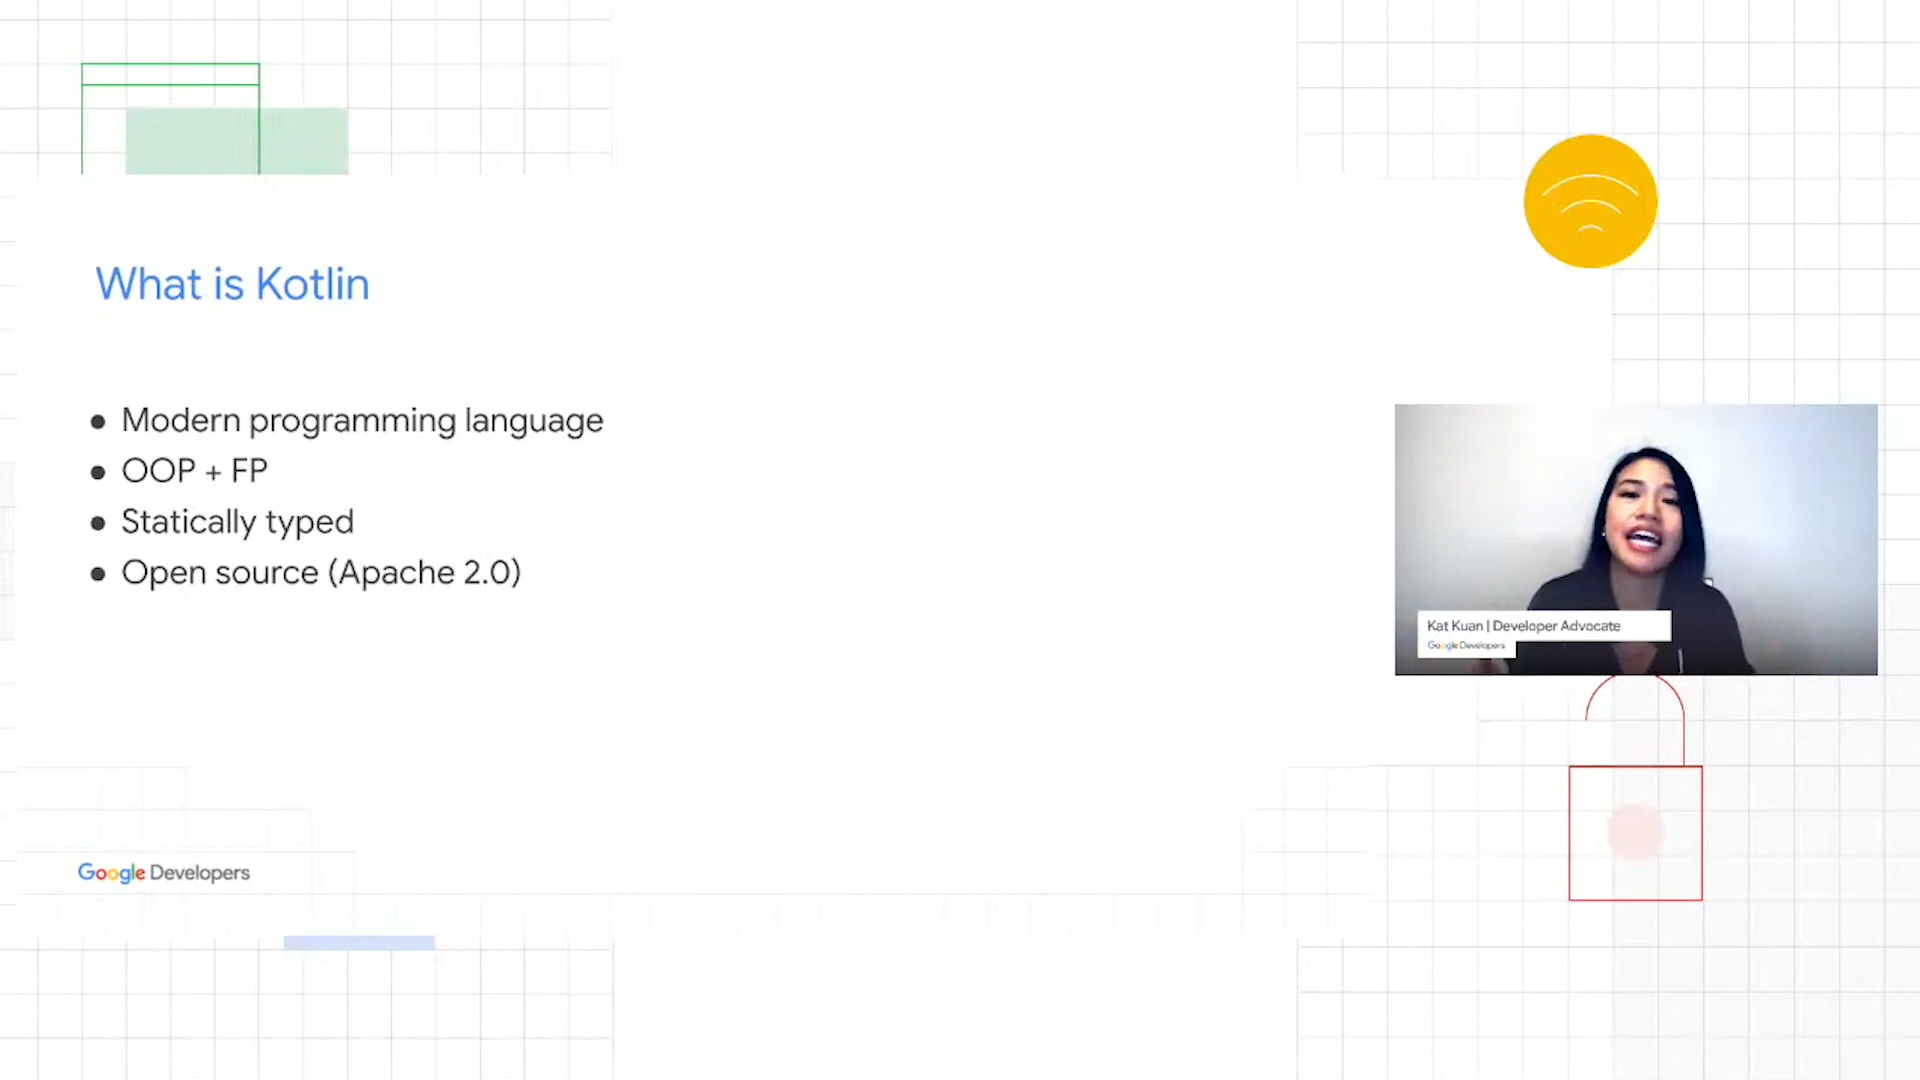 What is Kotlin
● Modern programming language
● OOP + FP
● Statically typed
● Open source (Apache 2.0)
Kat Kuan | Developer Advocate
Google Developers
Google Developers